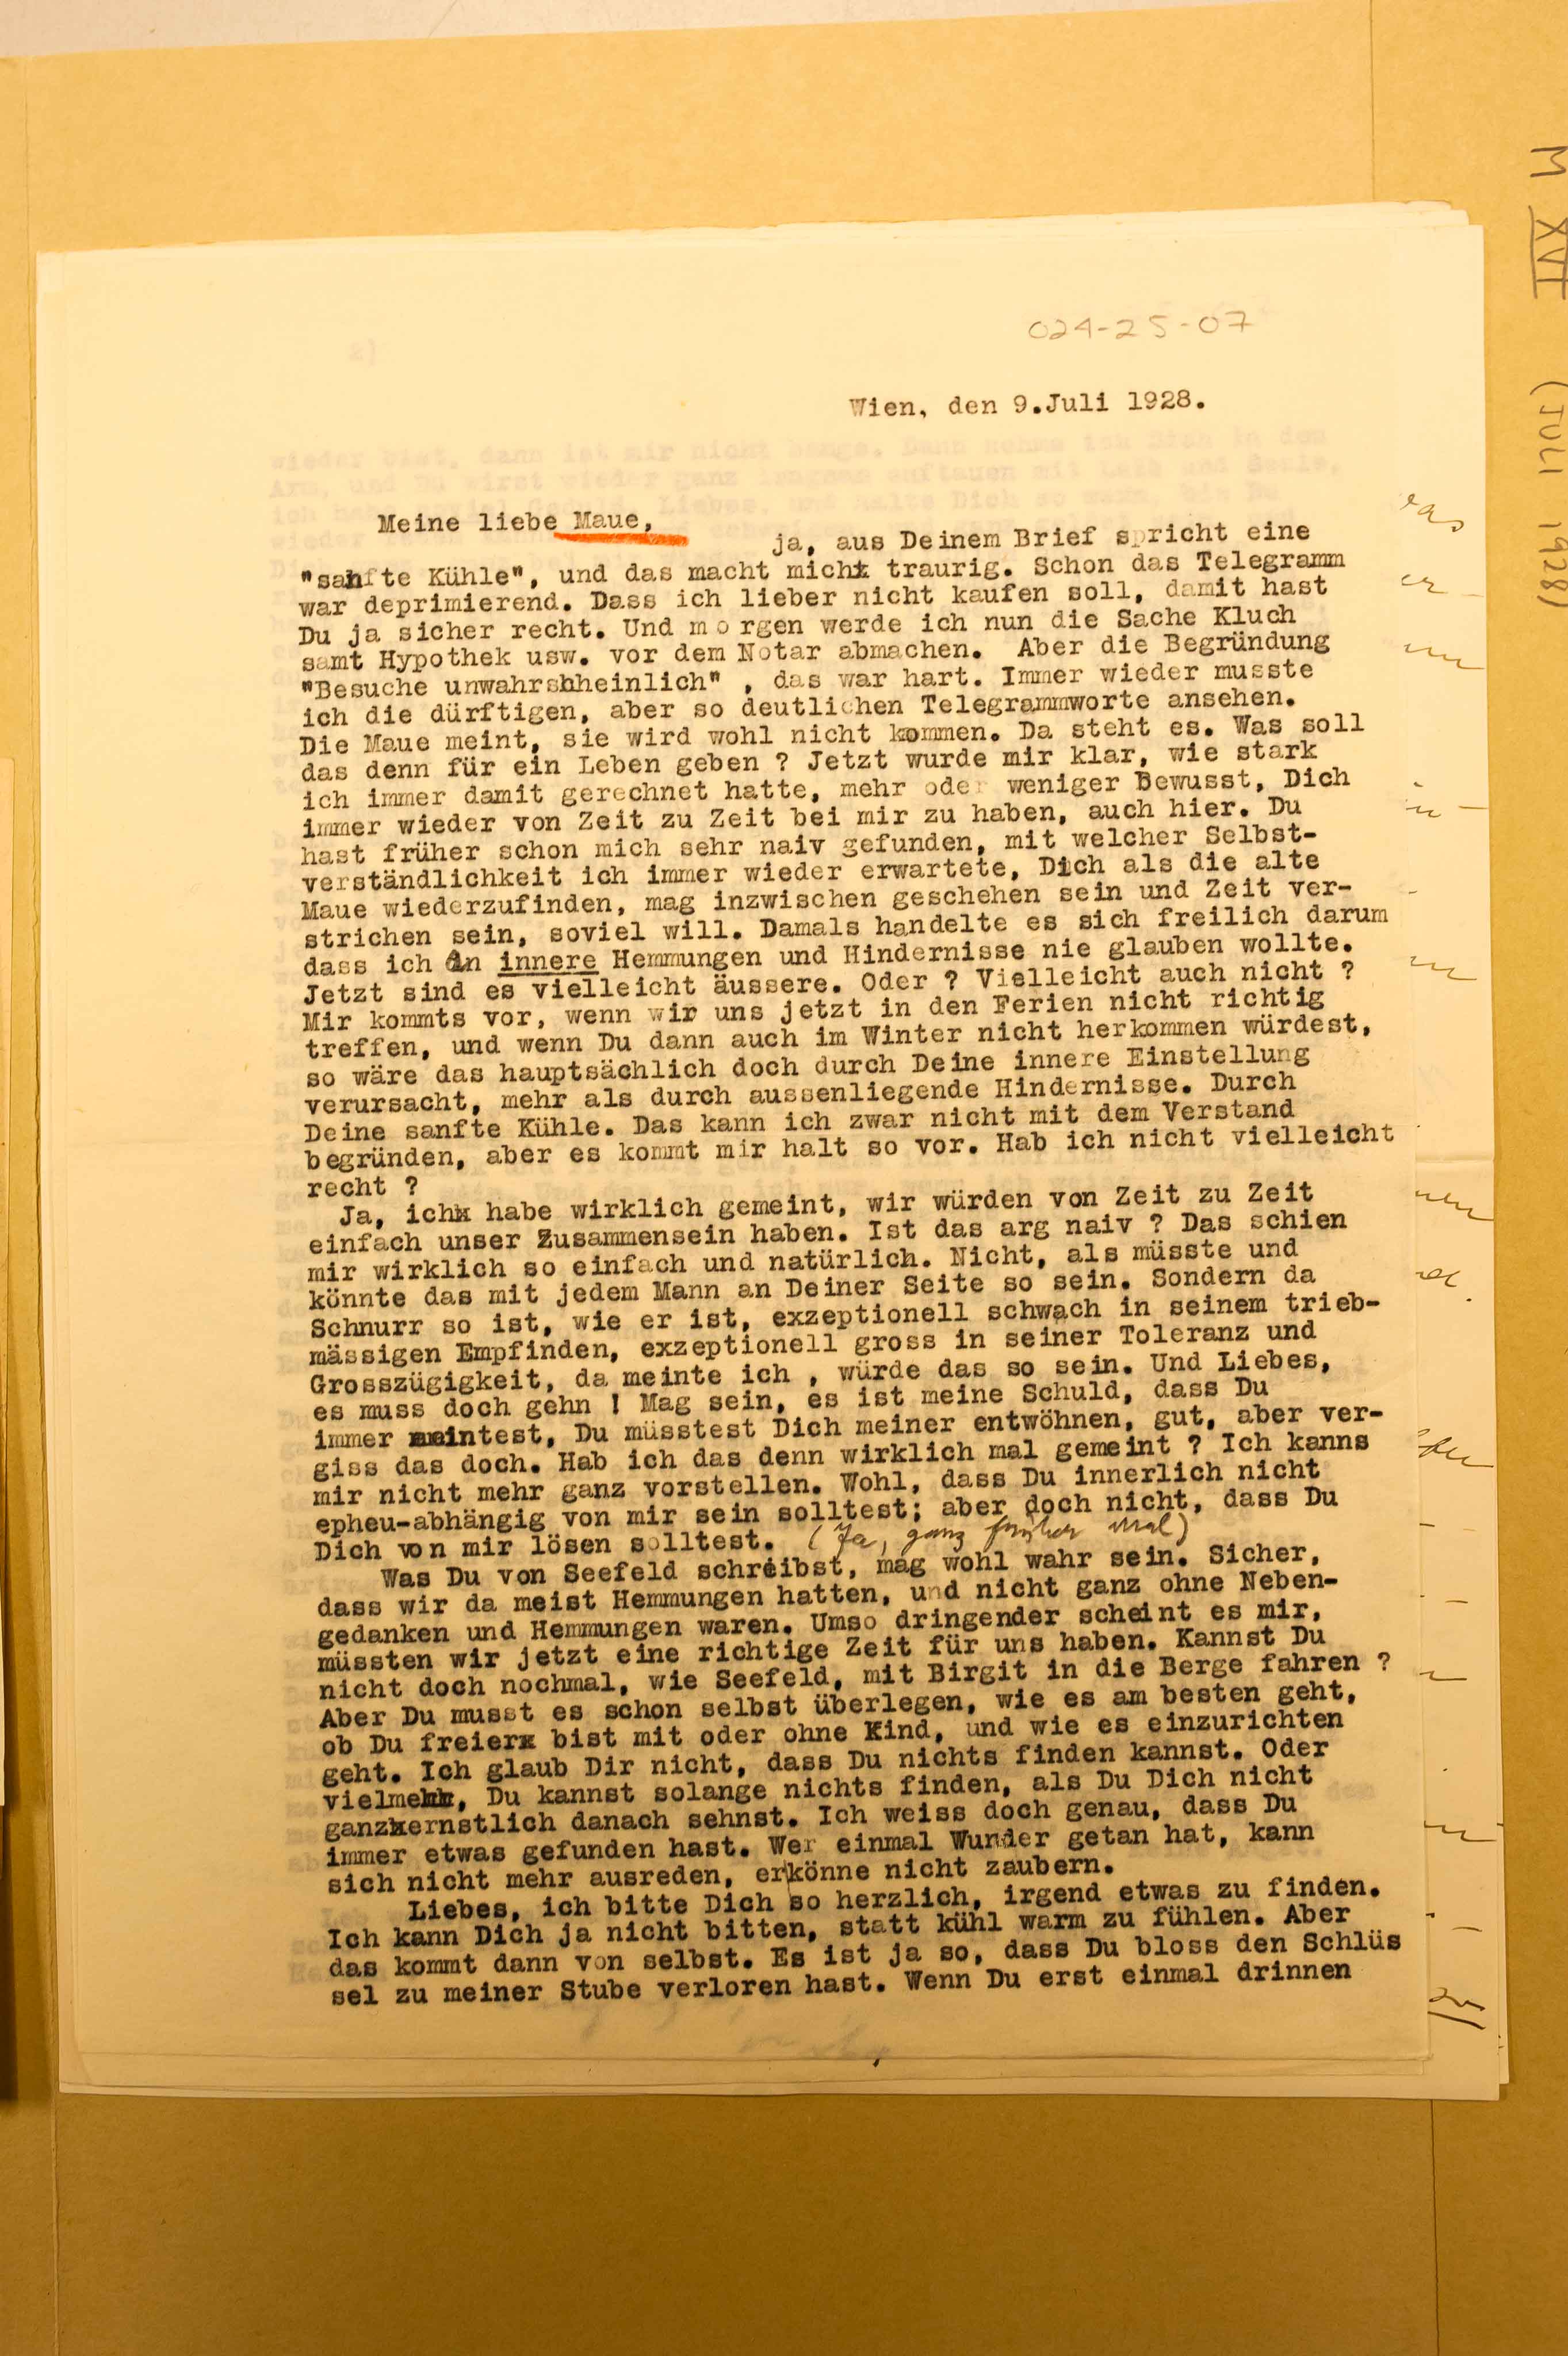 024-25-07
M XVI (JULI 1928)
Wien, den 9.Juli 1928.
Meine liebe Maue,
ja, aus Deinem Brief spricht eine
"sanfte Kühle", und das macht mich traurig. Schon das Telegramm
war deprimierend. Dass ich lieber nicht kaufen soll, damit hast
Du ja sicher recht. Und morgen werde ich nun die Sache Kluch
samt Hypothek usw. vor dem Notar abmachen. Aber die Begründung
"Besuche unwahrshheinlich" , das war hart. Immer wieder musste
ich die dürftigen, aber so deutlichen Telegrammworte ansehen.
Die Maue meint, sie wird wohl nicht kommen. Da steht es. Was soll
das denn für ein Leben geben ? Jetzt wurde mir klar, wie stark
ich immer damit gerechnet hatte, mehr oder weniger Bewusst, Dich
immer wieder von Zeit zu Zeit bei mir zu haben, auch hier. Du
hast früher schon mich sehr naiv gefunden, mit welcher Selbst-
verständlichkeit ich immer wieder erwartete, Dich als die alte
Maue wiederzufinden, mag inzwischen geschehen sein und Zeit ver-
strichen sein, soviel will. Damals handelte es sich freilich darum
dass ich an innere Hemmungen und Hindernisse nie glauben wollte.
Jetzt sind es vielleicht äussere. Oder ? Vielleicht auch nicht ?
Mir kommts vor, wenn wir uns jetzt in den Ferien nicht richtig
treffen, und wenn Du dann auch im Winter nicht herkommen würdest,
so wäre das hauptsächlich doch durch Deine innere Einstellung
verursacht, mehr als durch aussenliegende Hindernisse. Durch
Deine sanfte Kühle. Das kann ich zwar nicht mit dem Verstand
begründen, aber es kommt mir halt so vor. Hab ich nicht vielleicht
recht ?
Ja, ich habe wirklich gemeint, wir würden von Zeit zu Zeit
einfach unser Zusammensein haben. Ist das arg naiv ? Das schien
mir wirklich so einfach und natürlich. Nicht, als müsste und
könnte das mit jedem Mann an Deiner Seite so sein. Sondern da
Schnurr so ist, wie er ist, exzeptionell schwach in seinem trieb-
mässigen Empfinden, exzeptionell gross in seiner Toleranz und
Grosszügigkeit, da meinte ich , würde das so sein. Und Liebes,
es muss doch gehn ! Mag sein, es ist meine Schuld, dass Du
immer meintest, Du müsstest Dich meiner entwöhnen, gut, aber ver-
giss das doch. Hab ich das denn wirklich mal gemeint ? Ich kanns
mir nicht mehr ganz vorstellen. Wohl, dass Du innerlich nicht
epheu-abhängig von mir sein solltest; aber doch nicht, dass Du
Dich von mir lösen solltest. (Ja, ganz früher mal)
Was Du von Seefeld schreibst, mag wohl wahr sein. Sicher,
dass wir da meist Hemmungen hatten, und nicht ganz ohne Neben-
gedanken und Hemmungen waren. Umso dringender scheint es mir,
müssten wir jetzt eine richtige Zeit für uns haben. Kannst Du
nicht doch nochmal, wie Seefeld, mit Birgit in die Berge fahren ?
Aber Du musst es schon selbst überlegen, wie es am besten geht,
ob Du freier bist mit oder ohne Kind, und wie es einzurichten
geht. Ich glaub Dir nicht, dass Du nichts finden kannst. Oder
vielmehr, Du kannst solange nichts finden, als Du Dich nicht
ganz ernstlich danach sehnst. Ich weiss doch genau, dass Du
immer etwas gefunden hast. Wer einmal Wunder getan hat, kann
sich nicht mehr ausreden, er könne nicht zaubern.
Liebes, ich bitte Dich so herzlich, irgend etwas zu finden.
Ich kann Dich ja nicht bitten, statt kühl warm zu fühlen. Aber
das kommt dann von selbst. Es ist ja so, dass Du bloss den Schlüs
sel zu meiner Stube verloren hast. Wenn Du erst einmal drinnen